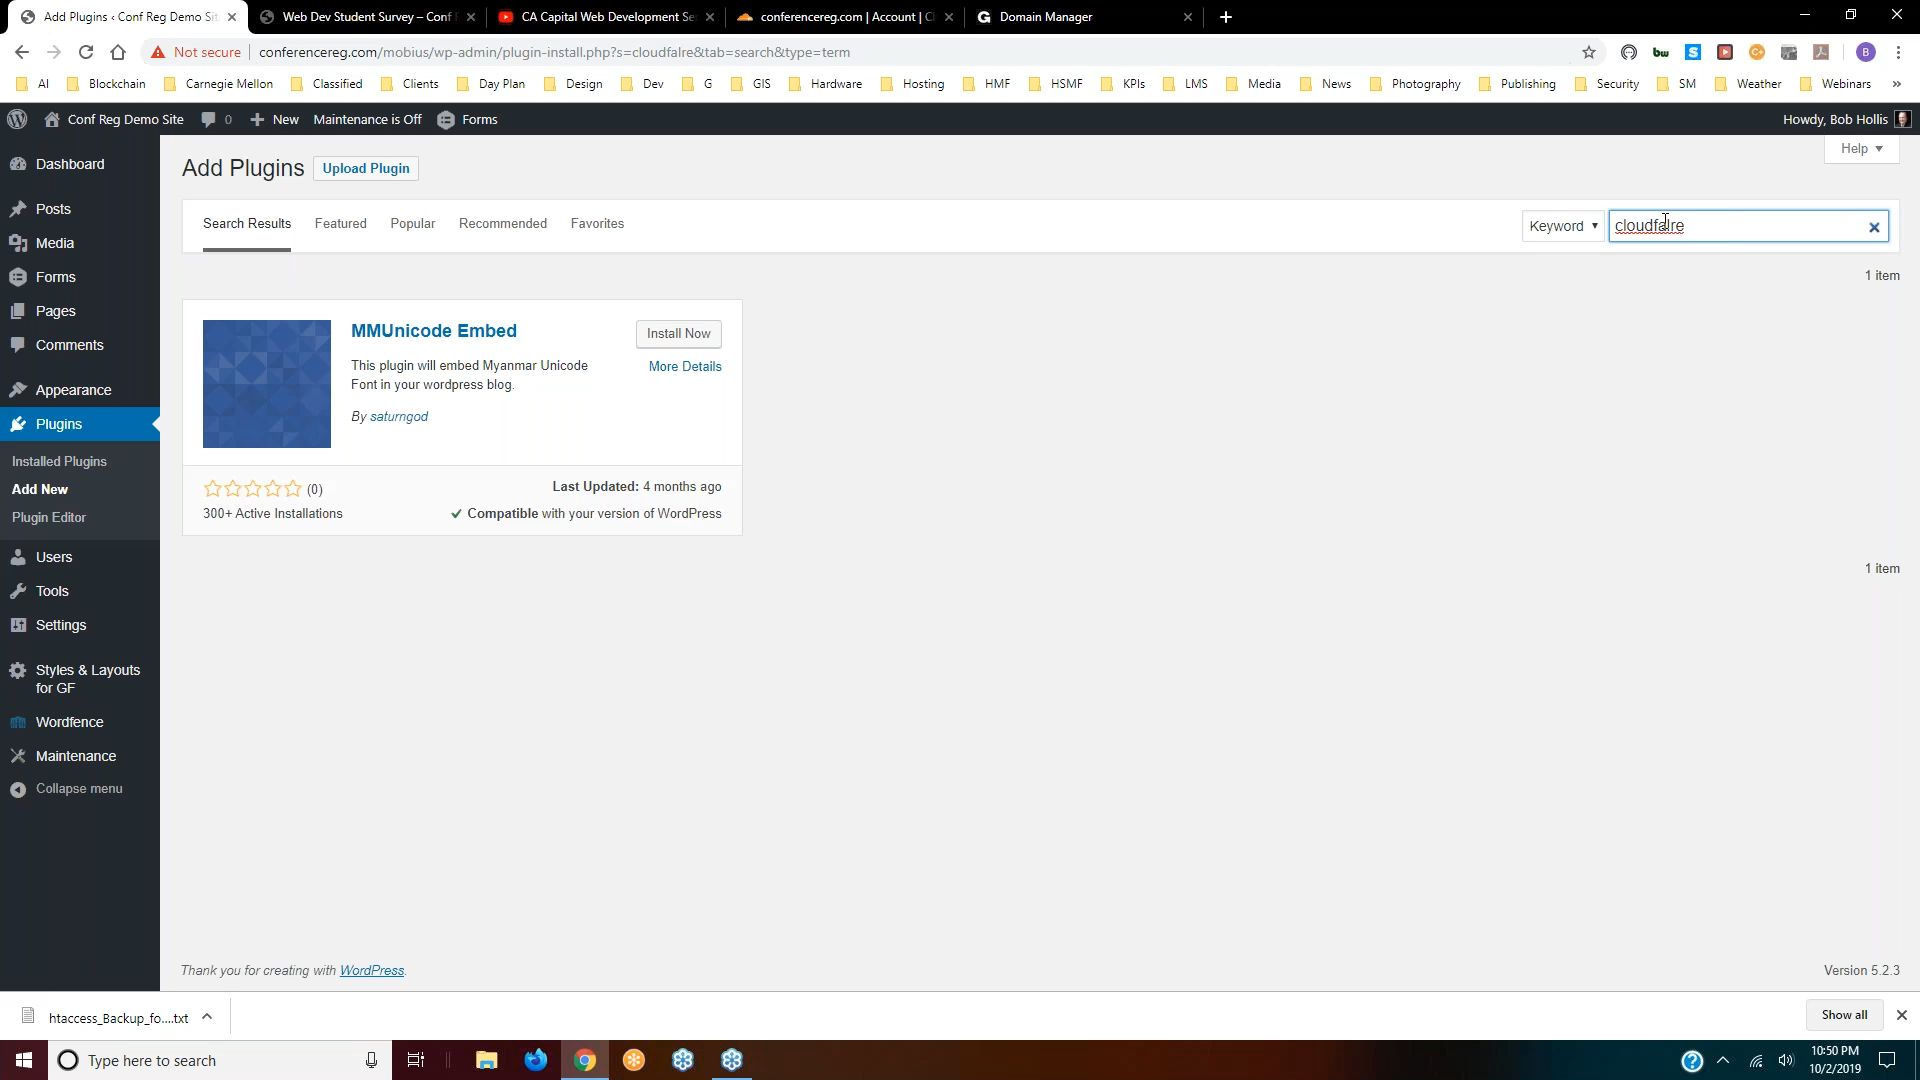 Add Plugins ‹ Conf Reg Demo Sit
Web Dev Student Survey – Conf
CA Capital Web Development Se
conferencereg.com | Account | C
Domain Manager
Not secure
conferencereg.com/mobius/wp-admin/plugin-install.php?s=cloudfalre&tab=search&type=term
AI
Blockchain
Carnegie Mellon
Classified
Clients
Day Plan
Design
Dev
G
GIS
Hardware
Hosting
HMF
HSMF
KPIs
LMS
Media
News
Photography
Publishing
Security
SM
Weather
Webinars
»
Conf Reg Demo Site
0
New
Maintenance is Off
Forms
Howdy, Bob Hollis
Dashboard
Posts
Media
Forms
Pages
Comments
Appearance
Plugins
Installed Plugins
Add New
Plugin Editor
Users
Tools
Settings
Styles & Layouts
for GF
Wordfence
Maintenance
Collapse menu
Help
Add Plugins
Upload Plugin
Search Results
Featured
Popular
Recommended
Favorites
Keyword
cloudfalre
1 item
MMUnicode Embed
Install Now
This plugin will embed Myanmar Unicode
Font in your wordpress blog.
More Details
By saturngod
(0)
Last Updated: 4 months ago
300+ Active Installations
Compatible with your version of WordPress
1 item
Thank you for creating with WordPress.
Version 5.2.3
htaccess_Backup_fo....txt
Show all
Type here to search
10:50 PM
10/2/2019